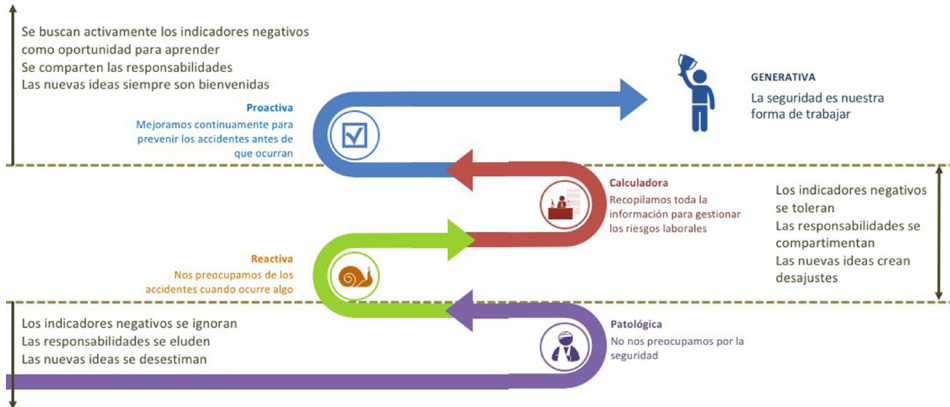 Se buscan activamente los indicadores negativos
como oportunidad para aprender
Se comparten las responsabilidades
Las nuevas ideas siempre son bienvenidas
Proactiva
Mejoramos continuamente para
prevenir los accidentes antes de
que ocurran
GENERATIVA
La seguridad es nuestra
forma de trabajar
Calculadora
Recopilamos toda la
información para gestionar
los riesgos laborales
Los indicadores negativos
se toleran
Las responsabilidades se
compartimentan
Las nuevas ideas crean
desajustes
Reactiva
Nos preocupamos de los
accidentes cuando ocurre algo
Los indicadores negativos se ignoran
Las responsabilidades se eluden
Las nuevas ideas se desestiman
Patológica
No nos preocupamos por la
seguridad